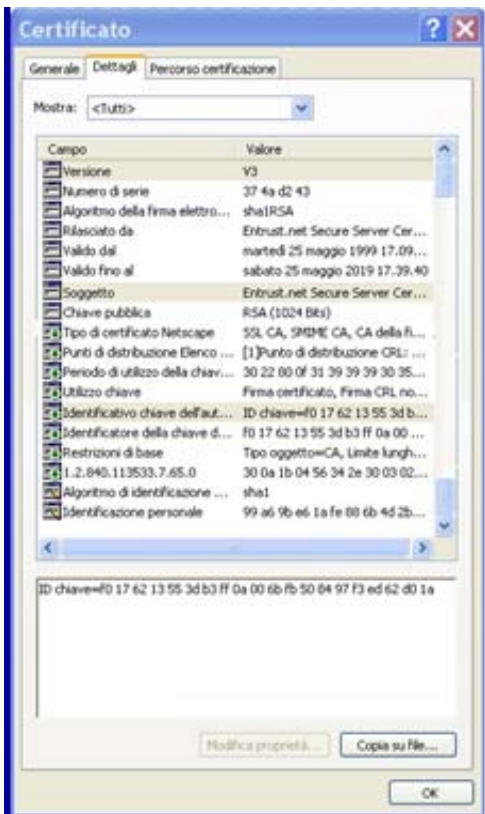 Certificato
Generale Dettagli Percorso certificazione
Mostra: <Tutti>
Campo Valore
Versione V3
Numero di serie 37 4a d2 43
Algoritmo della firma elettro... sha1RSA
Rilasciato da Entrust.net Secure Server Cer...
Valido dal martedì 25 maggio 1999 17.09...
Valido fino al sabato 25 maggio 2019 17.39.40
Soggetto Entrust.net Secure Server Cer...
Chiave pubblica RSA (1024 Bits)
Tipo di certificato Netscape SSL CA, SMIME CA, CA della fi...
Punti di distribuzione Elenco ... [1]Punto di distribuzione CRL: ...
Periodo di utilizzo della chiav... 30 22 80 0f 31 39 39 39 30 35...
Utilizzo chiave Firma certificato, Firma CRL no...
Identificativo chiave dell'aut... ID chiave=f0 17 62 13 55 3d b...
Identificatore della chiave d... f0 17 62 13 55 3d b3 ff 0a 00 ...
Restrizioni di base Tipo oggetto=CA, Limite lungh...
1.2.840.113533.7.65.0 30 0a 1b 04 56 34 2e 30 03 02...
Algoritmo di identificazione ... sha1
Identificazione personale 99 a6 9b e6 1a fe 88 6b 4d 2b...
ID chiave=f0 17 62 13 55 3d b3 ff 0a 00 6b fb 50 84 97 f3 ed 62 d0 1a
Modifica proprietà... Copia su file...
OK